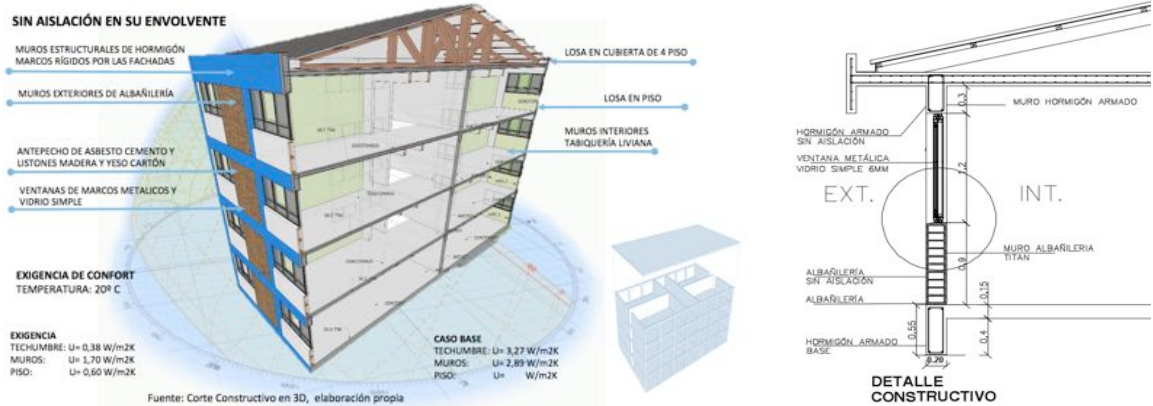 SIN AISLACIÓN EN SU ENVOLVENTE
MUROS ESTRUCTURALES DE HORMIGÓN
MARCOS RÍGIDOS POR LAS FACHADAS
MUROS EXTERIORES DE ALBAÑILERÍA
ANTEPECHO DE ASBESTO CEMENTO Y
LISTONES MADERA Y YESO CARTÓN
VENTANAS DE MARCOS METALICOS Y
VIDRIO SIMPLE
EXIGENCIA DE CONFORT
TEMPERATURA: 20º C
EXIGENCIA
TECHUMBRE: U= 0,38 W/m2K
MUROS: U= 1,70 W/m2K
PISO: U= 0,60 W/m2K
LOSA EN CUBIERTA DE 4 PISO
LOSA EN PISO
MUROS INTERIORES
TABIQUERÍA LIVIANA
CASO BASE
TECHUMBRE: U= 3,27 W/m2K
MUROS: U= 2,89 W/m2K
PISO: U= W/m2K
Fuente: Corte Constructivo en 3D, elaboración propia
MURO HORMIGÓN ARMADO
HORMIGÓN ARMADO
SIN AISLACIÓN
VENTANA METÁLICA
VIDRIO SIMPLE 6MM
EXT.
INT.
MURO ALBAÑILERIA
TITAN
ALBAÑILERÍA
SIN AISLACIÓN
ALBAÑILERÍA
HORMIGÓN ARMADO
BASE
0,3
1,2
0,9
0,15
0,55
0,4
0.20
DETALLE
CONSTRUCTIVO